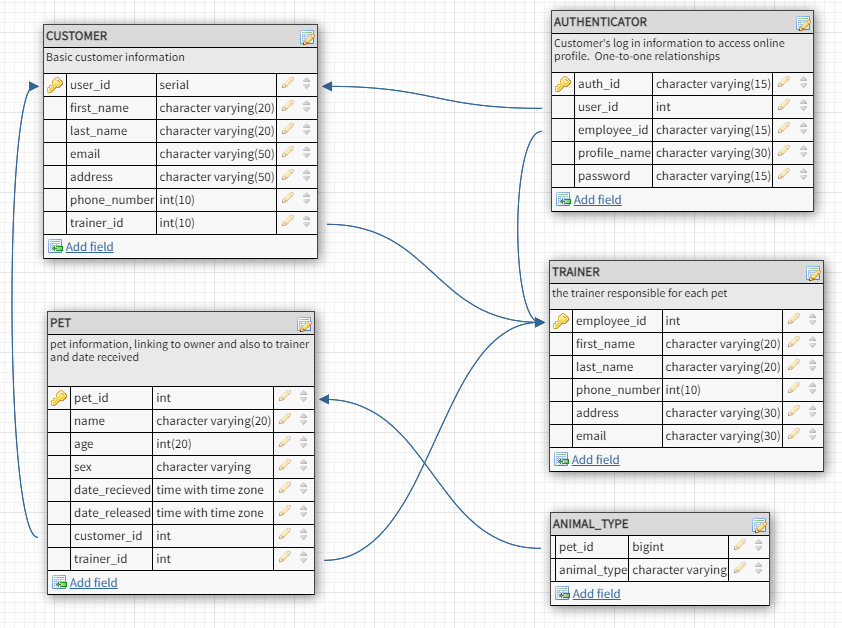 CUSTOMER
Basic customer information
user_id serial
first_name character varying(20)
last_name character varying(20)
email character varying(50)
address character varying(50)
phone_number int(10)
trainer_id int(10)
Add field
AUTHENTICATOR
Customer's log in information to access online
profile. One-to-one relationships
auth_id character varying(15)
user_id int
employee_id character varying(15)
profile_name character varying(30)
password character varying(15)
Add field
TRAINER
the trainer responsible for each pet
employee_id int
first_name character varying(20)
last_name character varying(20)
phone_number int(10)
address character varying(30)
email character varying(30)
Add field
PET
pet information, linking to owner and also to trainer
and date received
pet_id int
name character varying(20)
age int(20)
sex character varying
date_recieved time with time zone
date_released time with time zone
customer_id int
trainer_id int
Add field
ANIMAL_TYPE
pet_id bigint
animal_type character varying
Add field